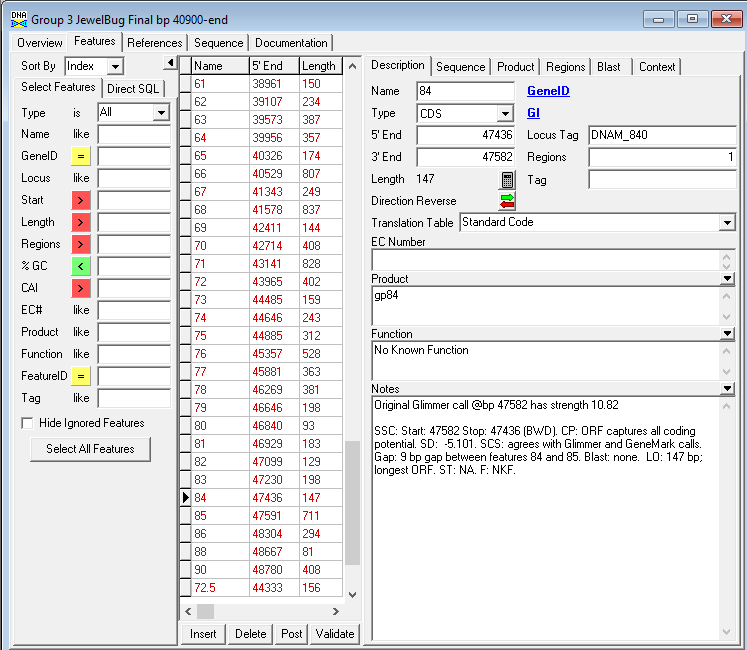 DNA Group 3 JewelBug Final bp 40900-end
Overview Features References Sequence Documentation
Sort By Index
Select Features Direct SQL
Type is All
Name like
GeneID =
Locus like
Start >
Length >
Regions >
% GC <
CAI >
EC# like
Product like
Function like
FeatureID =
Tag like
Hide Ignored Features
Select All Features
Name 5' End Length
61 38961 150
62 39107 234
63 39573 387
64 39956 357
65 40326 174
66 40529 807
67 41343 249
68 41578 837
69 42411 144
70 42714 408
71 43141 828
72 43965 402
73 44485 159
74 44646 243
75 44885 312
76 45357 528
77 45881 363
78 46269 381
79 46646 198
80 46840 93
81 46929 183
82 47099 129
83 47230 198
84 47436 147
85 47591 711
86 48304 294
88 48667 81
90 48780 408
72.5 44333 156
Insert Delete Post Validate
Description Sequence Product Regions Blast Context
Name 84 GeneID
Type CDS GI
5' End 47436 Locus Tag DNAM_840
3' End 47582 Regions 1
Length 147 Tag
Direction Reverse
Translation Table Standard Code
EC Number
Product
gp84
Function
No Known Function
Notes
Original Glimmer call @bp 47582 has strength 10.82
SSC: Start: 47582 Stop: 47436 (BWD). CP: ORF captures all coding
potential. SD:  -5.101. SCS: agrees with Glimmer and GeneMark calls.
Gap: 9 bp gap between features 84 and 85. Blast: none.  LO: 147 bp;
longest ORF. ST: NA. F: NKF.